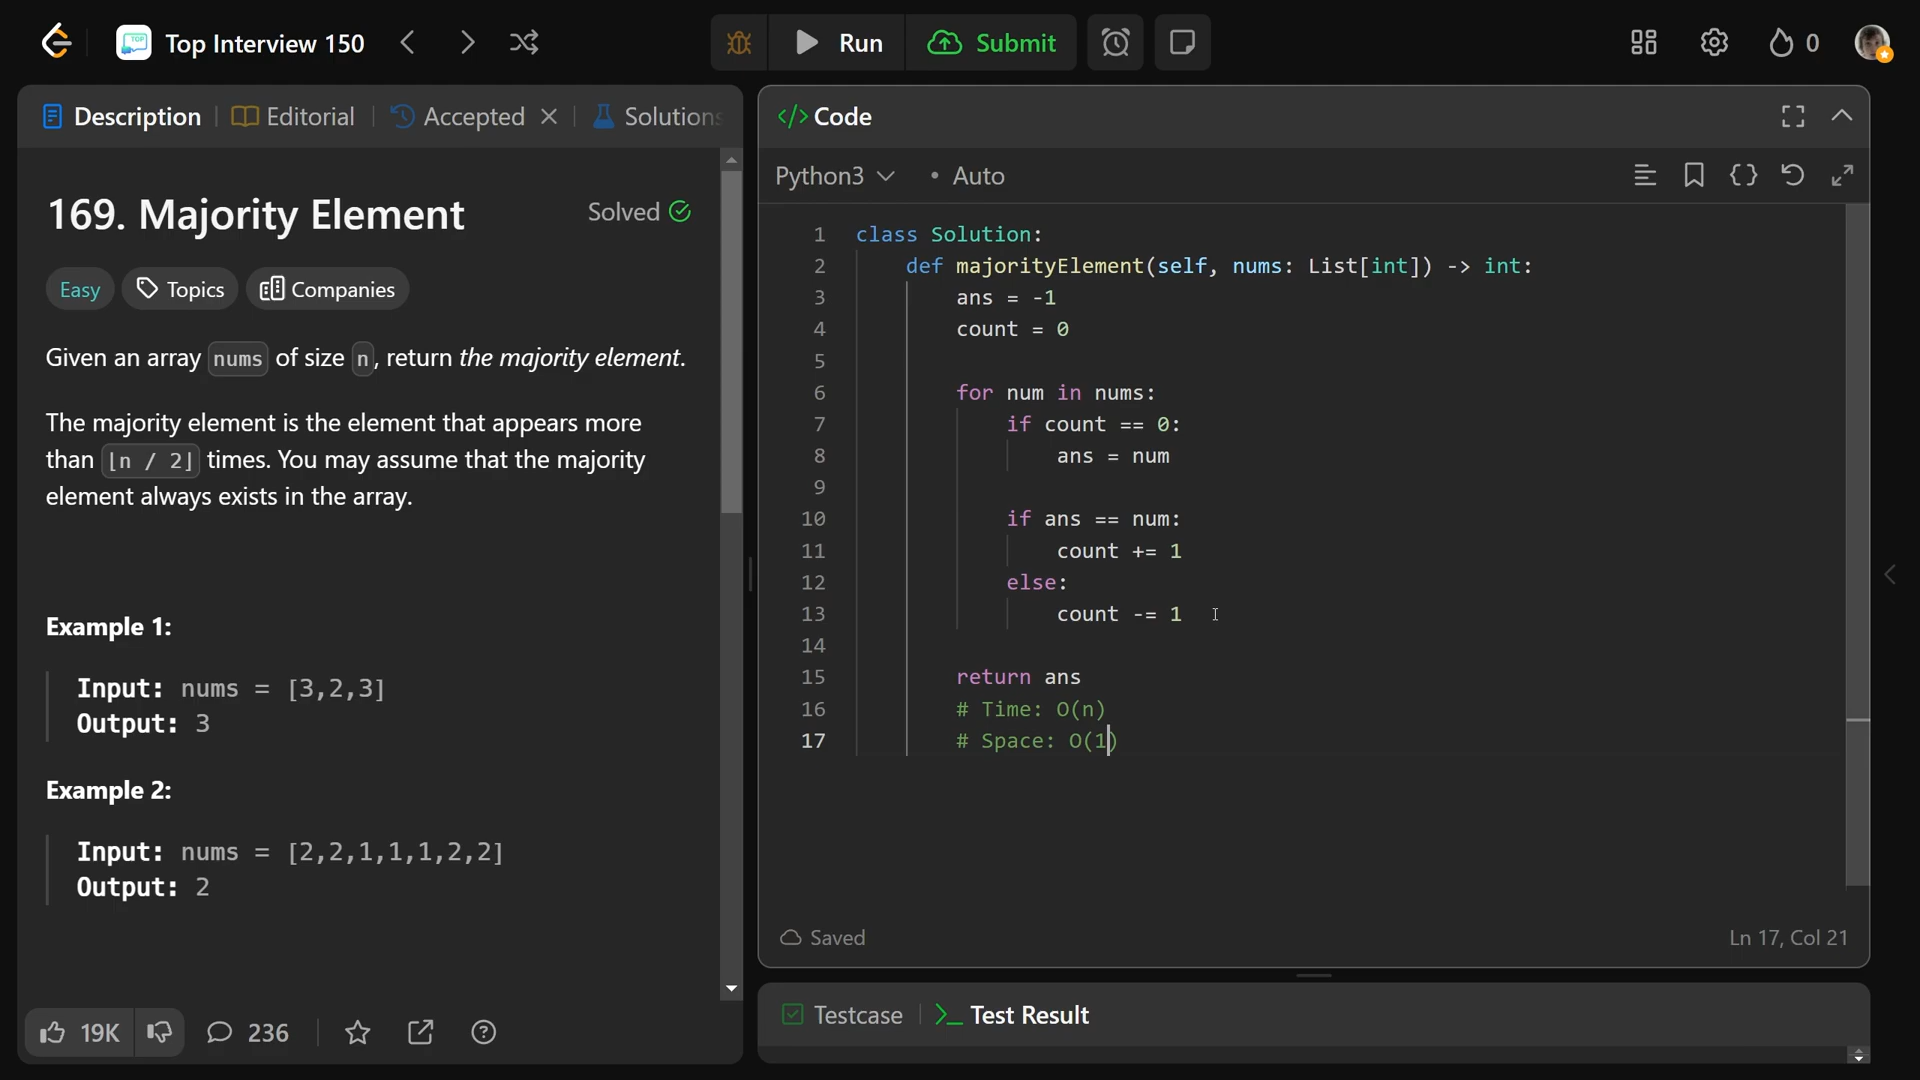 Top Interview 150
Run
Submit
0
Description
Editorial
Accepted
Solutions
169. Majority Element
Solved
Easy
Topics
Companies
Given an array nums of size n, return the majority element.
The majority element is the element that appears more
than ⌊n / 2⌋ times. You may assume that the majority
element always exists in the array.
Example 1:
Input: nums = [3,2,3]
Output: 3
Example 2:
Input: nums = [2,2,1,1,1,2,2]
Output: 2
19K
236
</> Code
Python3
• Auto
1 class Solution:
2     def majorityElement(self, nums: List[int]) -> int:
3         ans = -1
4         count = 0
5
6         for num in nums:
7             if count == 0:
8                 ans = num
9
10             if ans == num:
11                 count += 1
12             else:
13                 count -= 1
14
15         return ans
16         # Time: O(n)
17         # Space: O(1)
Saved
Ln 17, Col 21
Testcase
Test Result